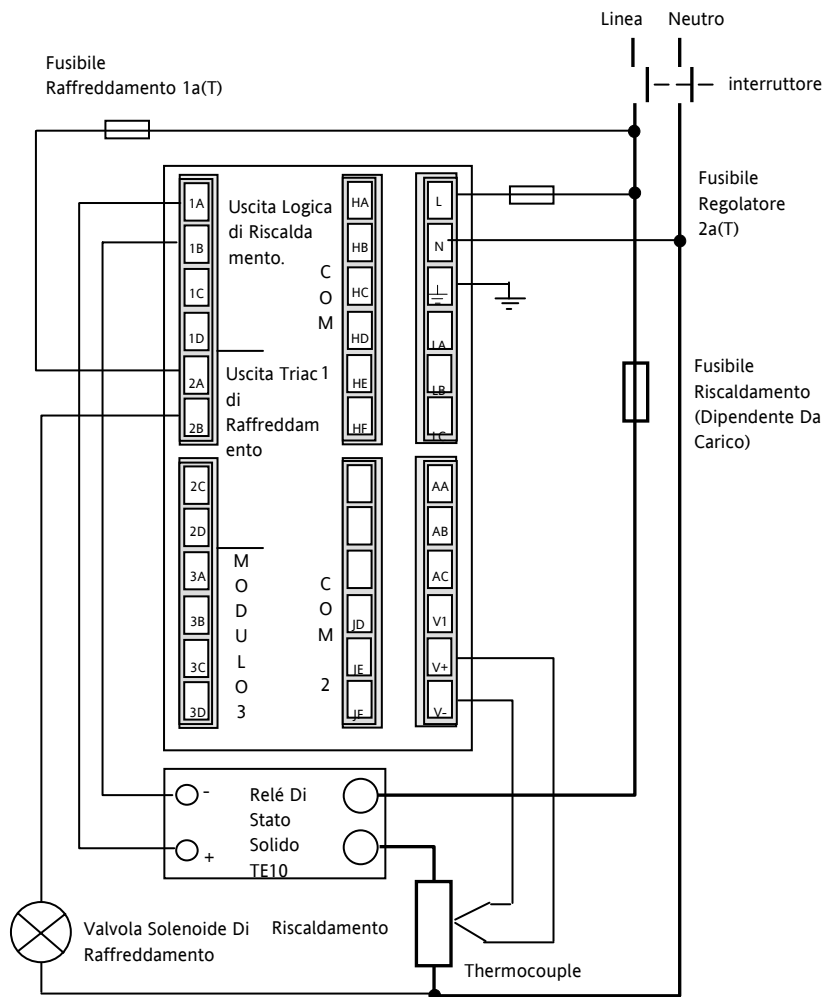 Linea Neutro
Fusibile
Raffreddamento 1a(T)
interruttore
Fusibile
Regolatore
2a(T)
1A
1B
1C
1D
2A
2B
Uscita Logica
di Riscalda
mento.
Uscita Triac
di
Raffreddam
ento
C
O
M
1
HA
HB
HC
HD
HE
HF
L
N
LA
LB
LC
Fusibile
Riscaldamento
(Dipendente Da
Carico)
2C
2D
3A
3B
3C
3D
M
O
D
U
L
O
3
C
O
M
2
JD
JE
JF
AA
AB
AC
V1
V+
V-
-
+
Relé Di
Stato
Solido
TE10
Valvola Solenoide Di
Raffreddamento
Riscaldamento
Thermocouple